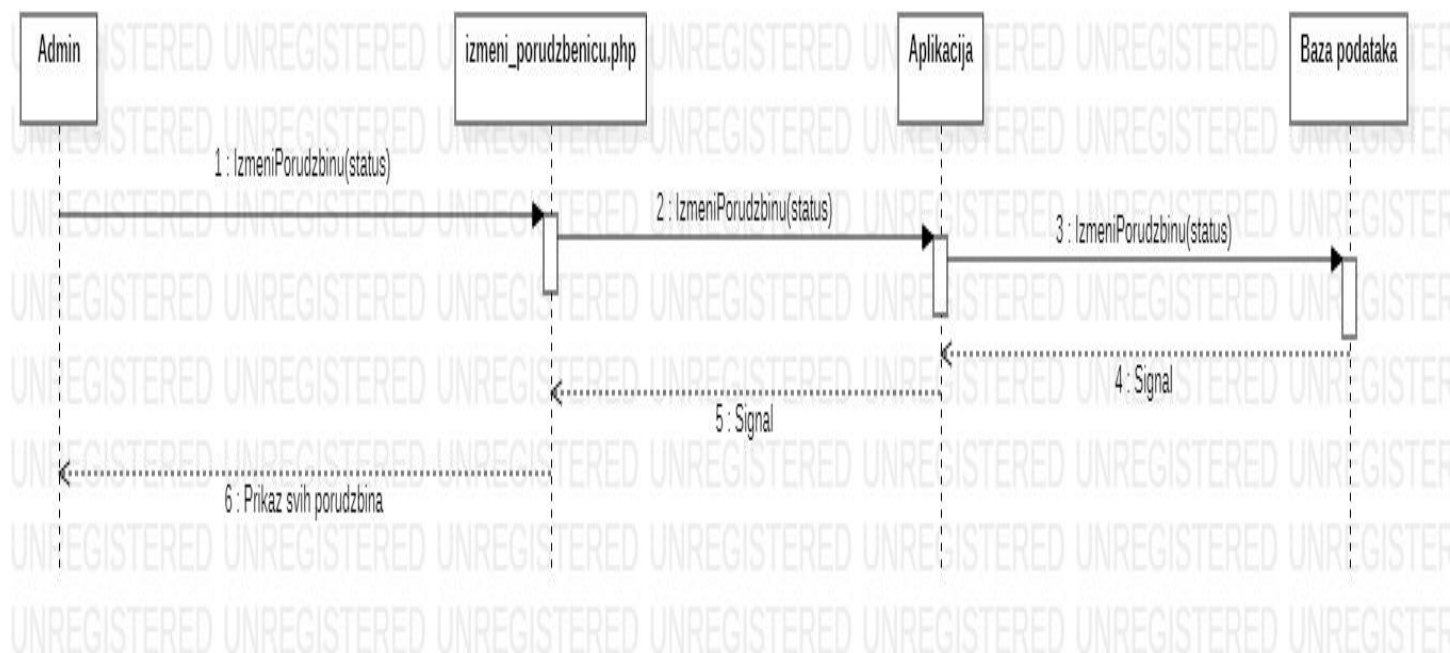 Admin
izmeni_porudzbenicu.php
Aplikacija
Baza podataka
1 : IzmeniPorudzbinu(status)
2 : IzmeniPorudzbinu(status)
3 : IzmeniPorudzbinu(status)
4 : Signal
5 : Signal
6 : Prikaz svih porudzbina
UNREGISTERED UNREGISTERED UNREGISTERED UNREGISTERED UNREGISTERED UNREGISTERED